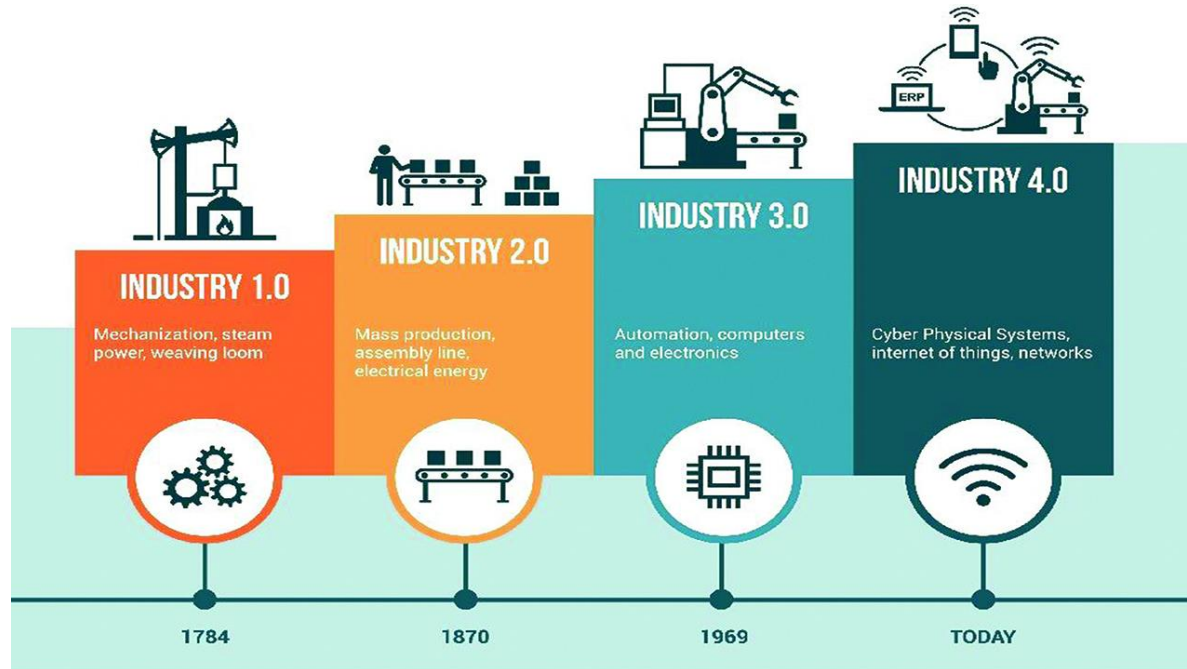 ERP
INDUSTRY 4.0
INDUSTRY 3.0
INDUSTRY 2.0
INDUSTRY 1.0
Mechanization, steam
power, weaving loom
Mass production,
assembly line,
electrical energy
Automation, computers
and electronics
Cyber Physical Systems,
internet of things, networks
1784
1870
1969
TODAY